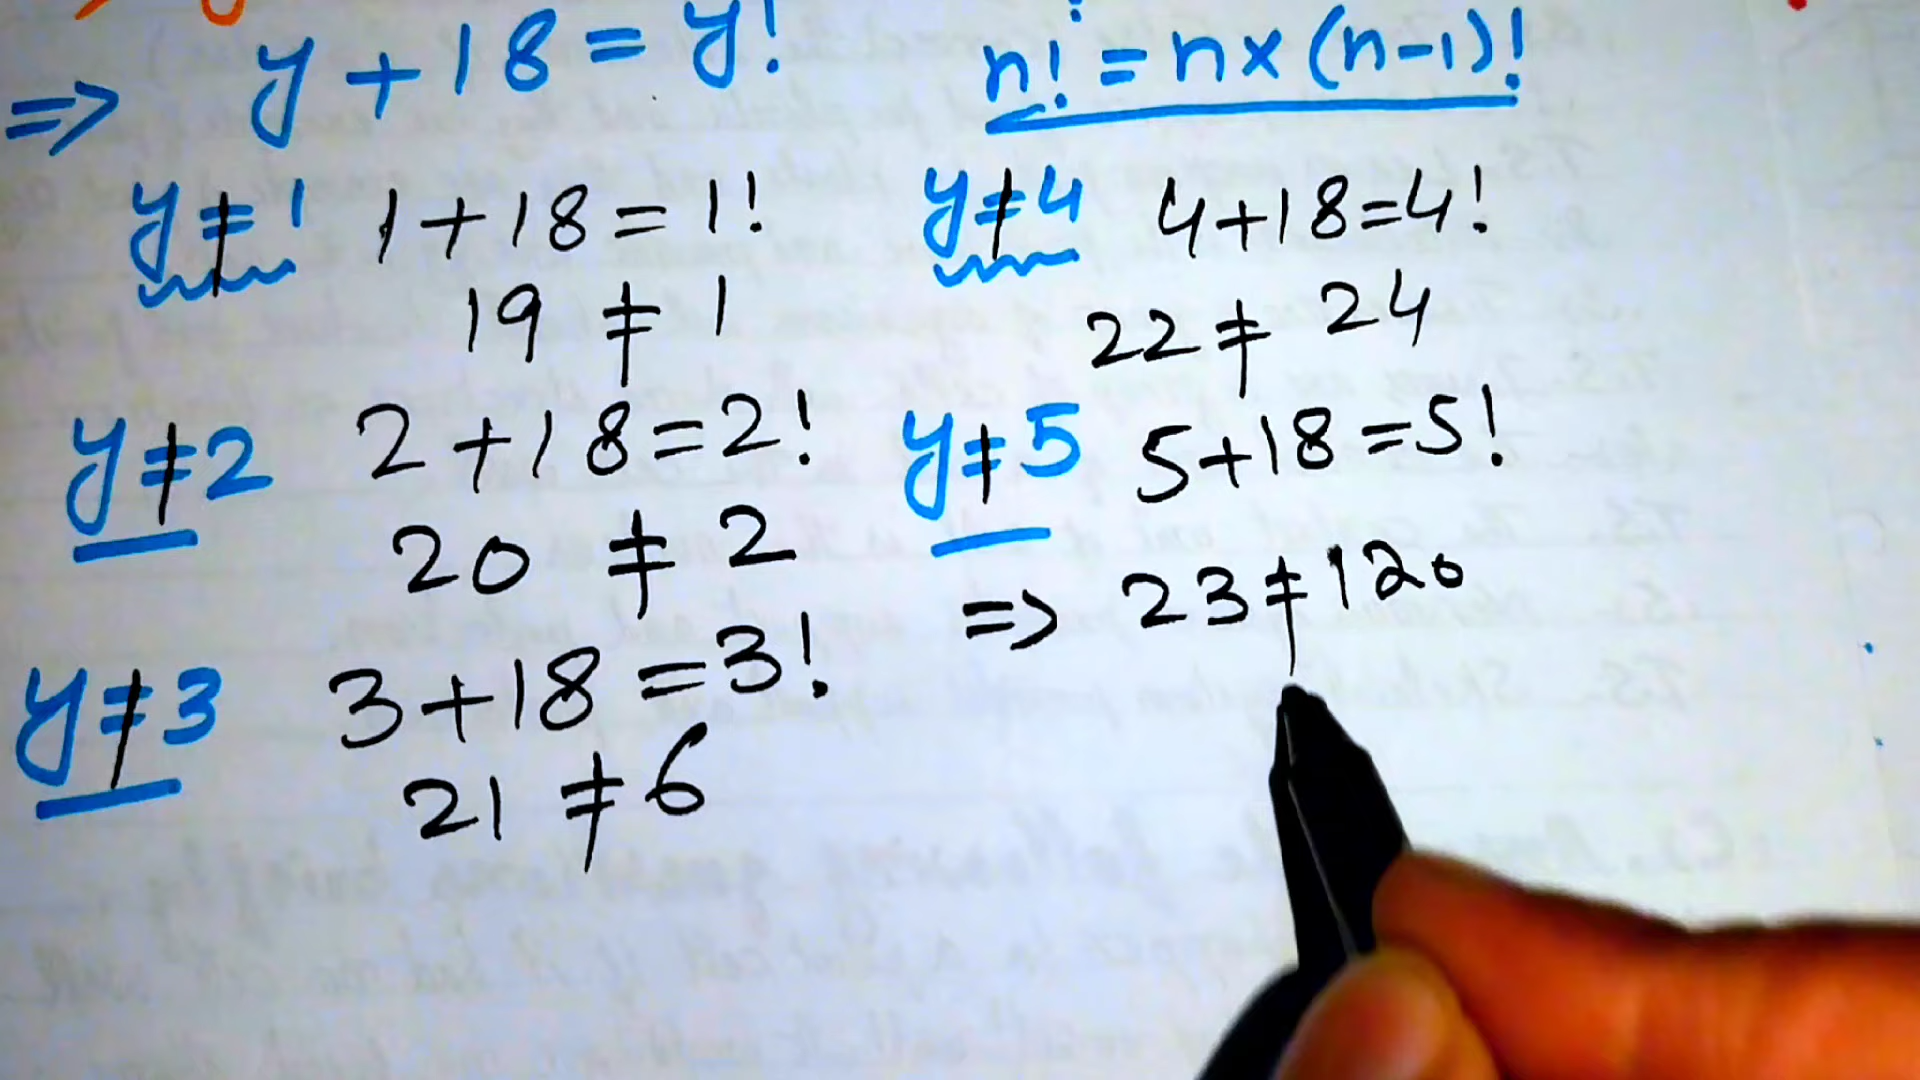 ⇒ y + 18 = y!
n! = n × (n-1)!
y ≠ 1 1 + 18 = 1!
19 ≠ 1
y ≠ 2 2 + 18 = 2!
20 ≠ 2
y ≠ 3 3 + 18 = 3!
21 ≠ 6
y ≠ 4 4 + 18 = 4!
22 ≠ 24
y ≠ 5 5 + 18 = 5!
⇒ 23 ≠ 120